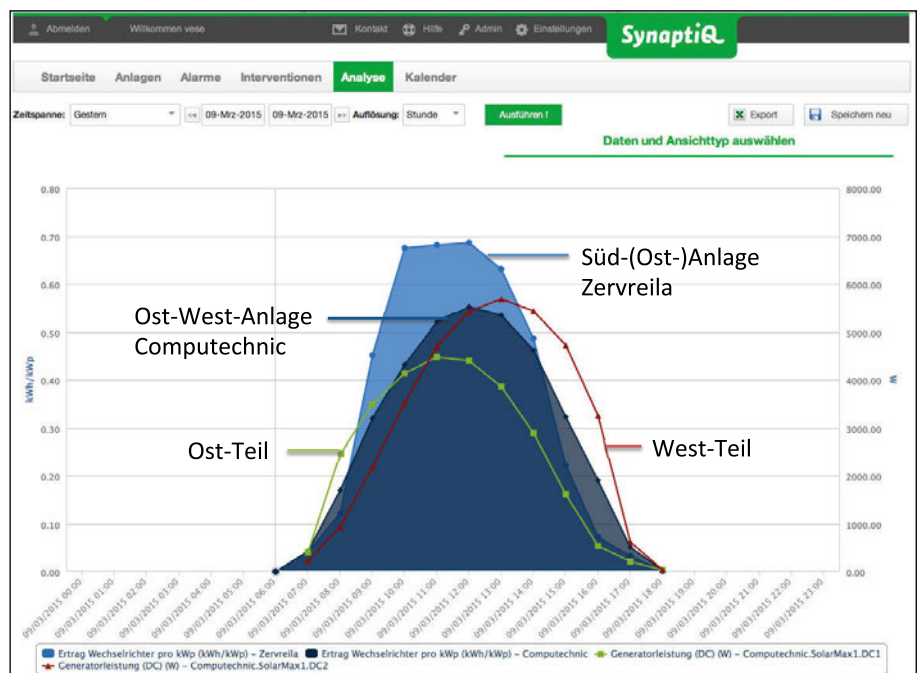 Abmelden Willkommen vese Kontakt Hilfe Admin Einstellungen SynaptiQ
Startseite Anlagen Alarme Interventionen Analyse Kalender
Zeitspanne: Gestern 09-Mrz-2015 09-Mrz-2015 Auflösung: Stunde Ausführen ! Export Speichern neu
Daten und Ansichttyp auswählen
0.80 8000.00
0.70 7000.00
Süd-(Ost-)Anlage
Zervreila
0.60 6000.00
Ost-West-Anlage
Computechnic
0.50 5000.00
kWh/kWp
0.40 4000.00
W
0.30 3000.00
Ost-Teil
West-Teil
0.20 2000.00
0.10 1000.00
0.00 0.00
09/03/2015 00:00
09/03/2015 01:00
09/03/2015 02:00
09/03/2015 03:00
09/03/2015 04:00
09/03/2015 05:00
09/03/2015 06:00
09/03/2015 07:00
09/03/2015 08:00
09/03/2015 09:00
09/03/2015 10:00
09/03/2015 11:00
09/03/2015 12:00
09/03/2015 13:00
09/03/2015 14:00
09/03/2015 15:00
09/03/2015 16:00
09/03/2015 17:00
09/03/2015 18:00
09/03/2015 19:00
09/03/2015 20:00
09/03/2015 21:00
09/03/2015 22:00
09/03/2015 23:00
Ertrag Wechselrichter pro kWp (kWh/kWp) – Zervreila Ertrag Wechselrichter pro kWp (kWh/kWp) – Computechnic Generatorleistung (DC) (W) – Computechnic.SolarMax1.DC1
Generatorleistung (DC) (W) – Computechnic.SolarMax1.DC2